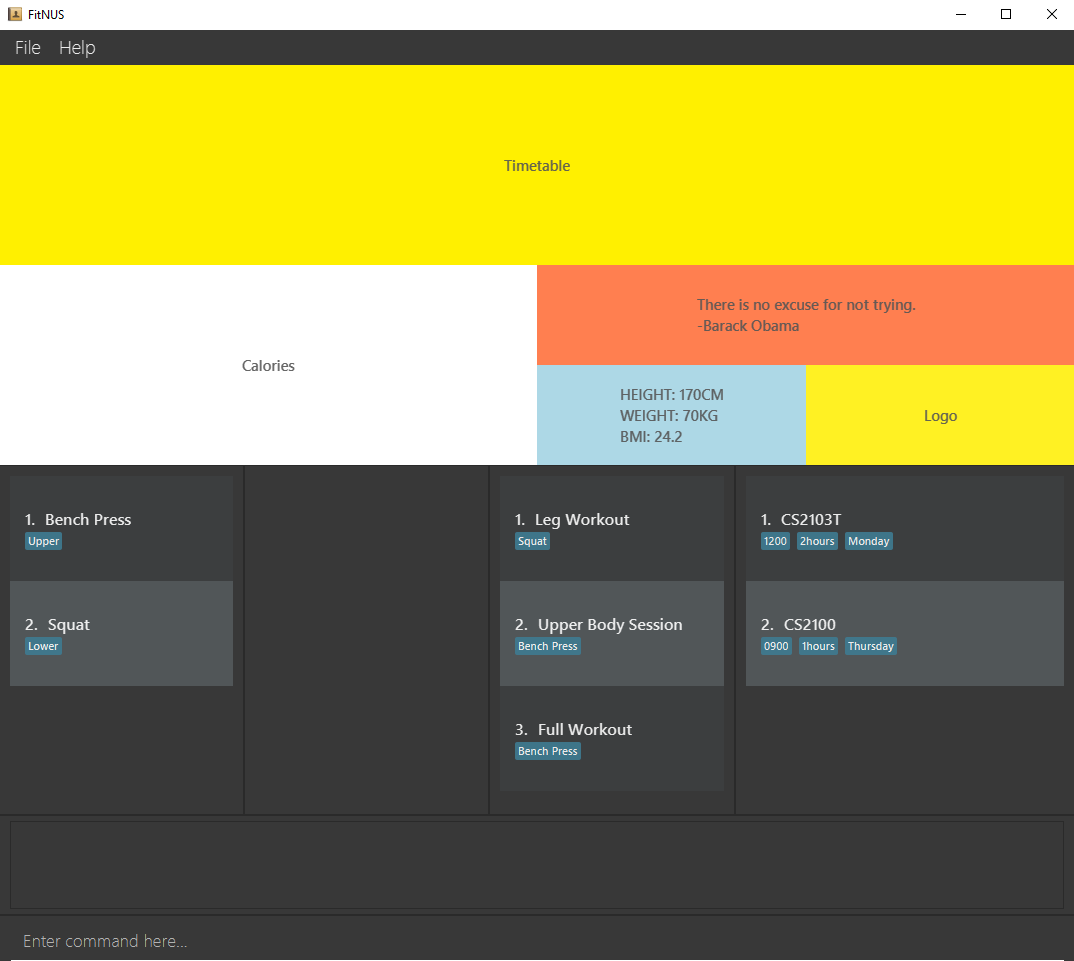 FitNUS
File Help
Timetable
Calories
There is no excuse for not trying.
-Barack Obama
HEIGHT: 170CM
WEIGHT: 70KG
BMI: 24.2
Logo
1. Bench Press
Upper
2. Squat
Lower
1. Leg Workout
Squat
2. Upper Body Session
Bench Press
3. Full Workout
Bench Press
1. CS2103T
1200 2hours Monday
2. CS2100
0900 1hours Thursday
Enter command here...